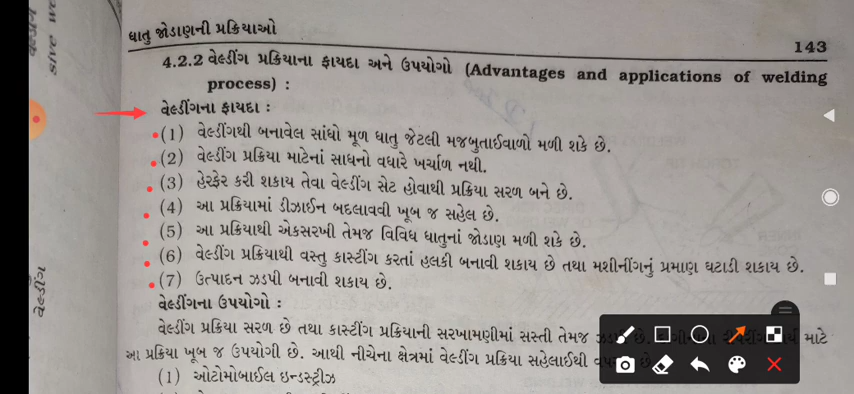 ધાતુ જોડાણની પ્રક્રિયાઓ
143
4.2.2 વેલ્ડીંગ પ્રક્રિયાના ફાયદા અને ઉપયોગો (Advantages and applications of welding
process) :
વેલ્ડીંગના ફાયદા :
(1) વેલ્ડીંગથી બનાવેલ સાંધો મૂળ ધાતુ જેટલી મજબુતાઈવાળો મળી શકે છે.
(2) વેલ્ડીંગ પ્રક્રિયા માટેનાં સાધનો વધારે ખર્ચાળ નથી.
(3) હેરફેર કરી શકાય તેવા વેલ્ડીંગ સેટ હોવાથી પ્રક્રિયા સરળ બને છે.
(4) આ પ્રક્રિયામાં ડીઝાઈન બદલાવવી ખૂબ જ સહેલ છે.
(5) આ પ્રક્રિયાથી એકસરખી તેમજ વિવિધ ધાતુનાં જોડાણ મળી શકે છે.
(6) વેલ્ડીંગ પ્રક્રિયાથી વસ્તુ કાસ્ટીંગ કરતાં હલકી બનાવી શકાય છે તથા મશીનીંગનું પ્રમાણ ઘટાડી શકાય છે.
(7) ઉત્પાદન ઝડપી બનાવી શકાય છે.
વેલ્ડીંગના ઉપયોગો :
વેલ્ડીંગ પ્રક્રિયા સરળ છે તથા કાસ્ટીંગ પ્રક્રિયાની સરખામણીમાં સસ્તી તેમજ માટે
આ પ્રક્રિયા ખૂબ જ ઉપયોગી છે. આથી નીચેના ક્ષેત્રમાં વેલ્ડીંગ પ્રક્રિયા સહેલાઈથી
(1) ઓટોમોબાઈલ ઇન્ડસ્ટ્રીઝ
sive we
વેલ્ડીંગ